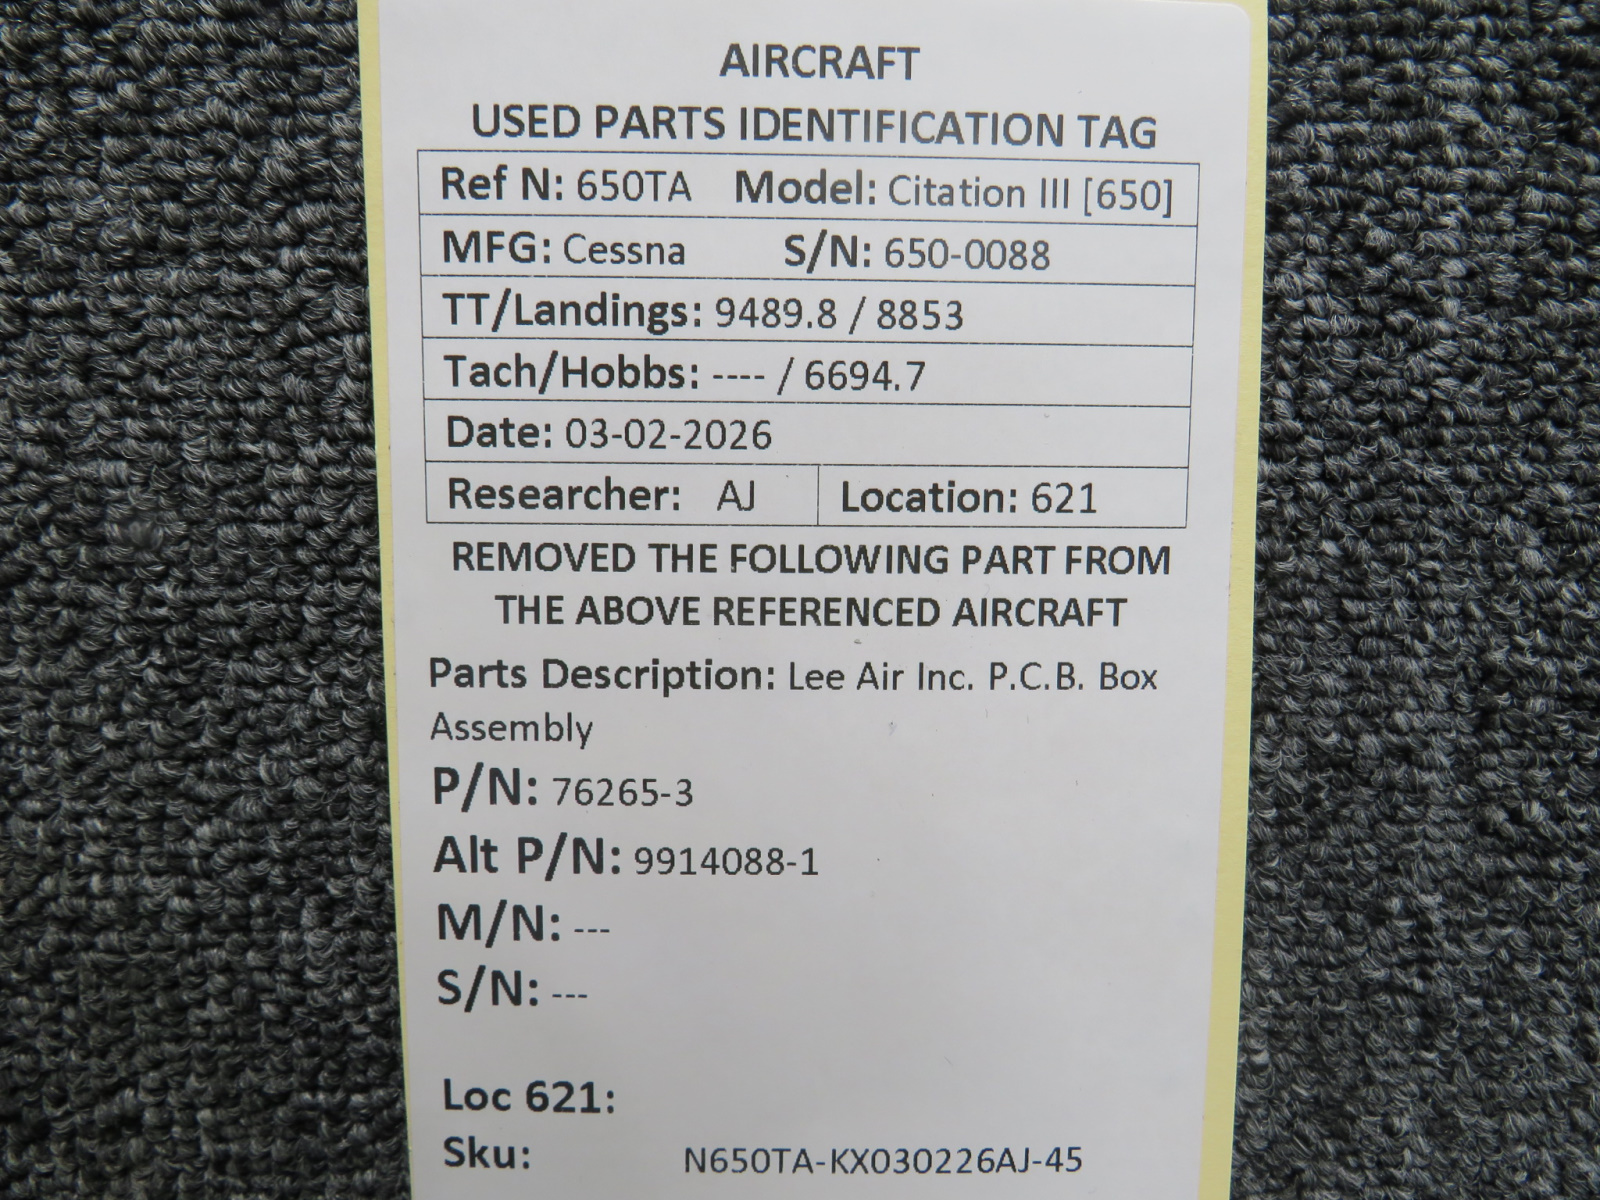 AIRCRAFT
USED PARTS IDENTIFICATION TAG
Ref N: 650TA Model: Citation III [650]
MFG: Cessna S/N: 650-0088
TT/Landings: 9489.8 / 8853
Tach/Hobbs: ---- / 6694.7
Date: 03-02-2026
Researcher: AJ Location: 621
REMOVED THE FOLLOWING PART FROM
THE ABOVE REFERENCED AIRCRAFT
Parts Description: Lee Air Inc. P.C.B. Box
Assembly
P/N: 76265-3
Alt P/N: 9914088-1
M/N: ---
S/N: ---
Loc 621:
Sku: N650TA-KX030226AJ-45